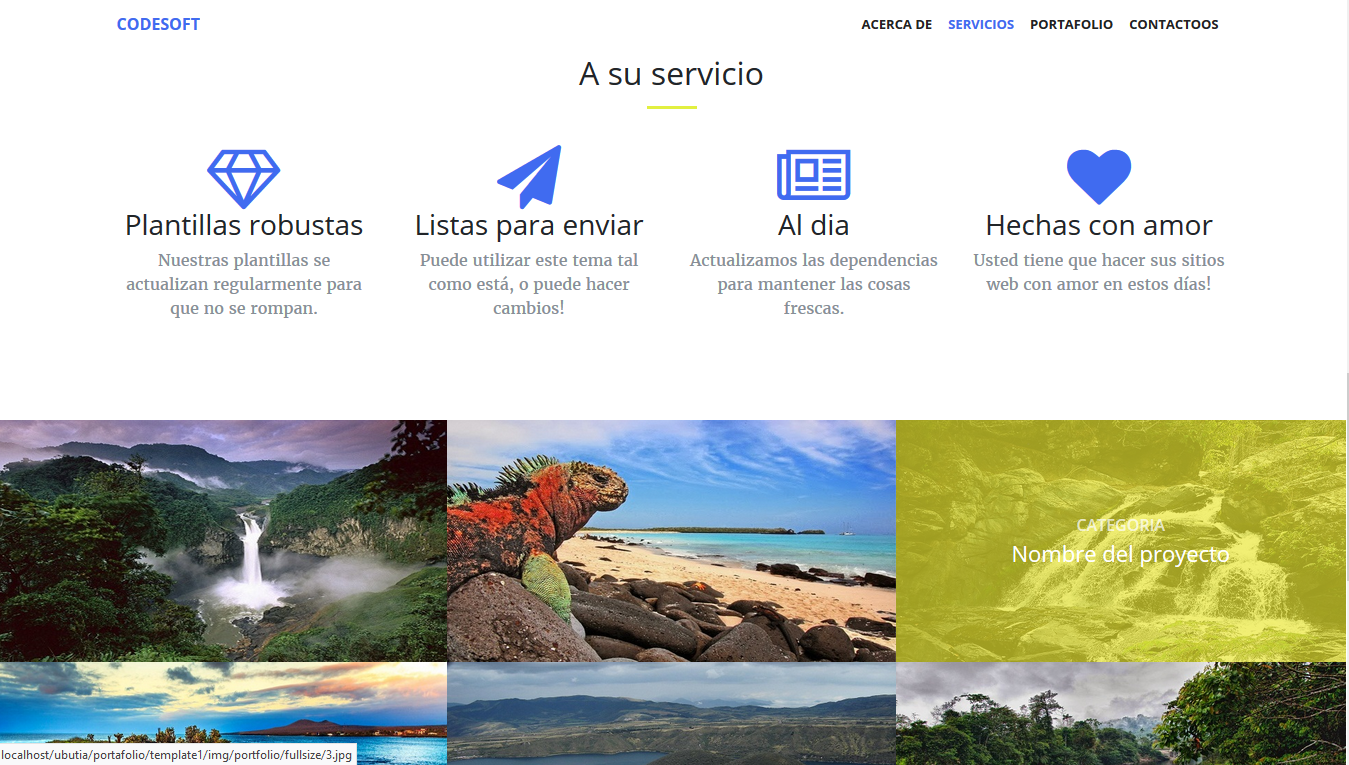 CODESOFT
ACERCA DE SERVICIOS PORTAFOLIO CONTACTOOS
A su servicio
Plantillas robustas
Nuestras plantillas se
actualizan regularmente para
que no se rompan.
Listas para enviar
Puede utilizar este tema tal
como está, o puede hacer
cambios!
Al dia
Actualizamos las dependencias
para mantener las cosas
frescas.
Hechas con amor
Usted tiene que hacer sus sitios
web con amor en estos días!
CATEGORIA
Nombre del proyecto
localhost/ubutia/portafolio/template1/img/portfolio/fullsize/3.jpg